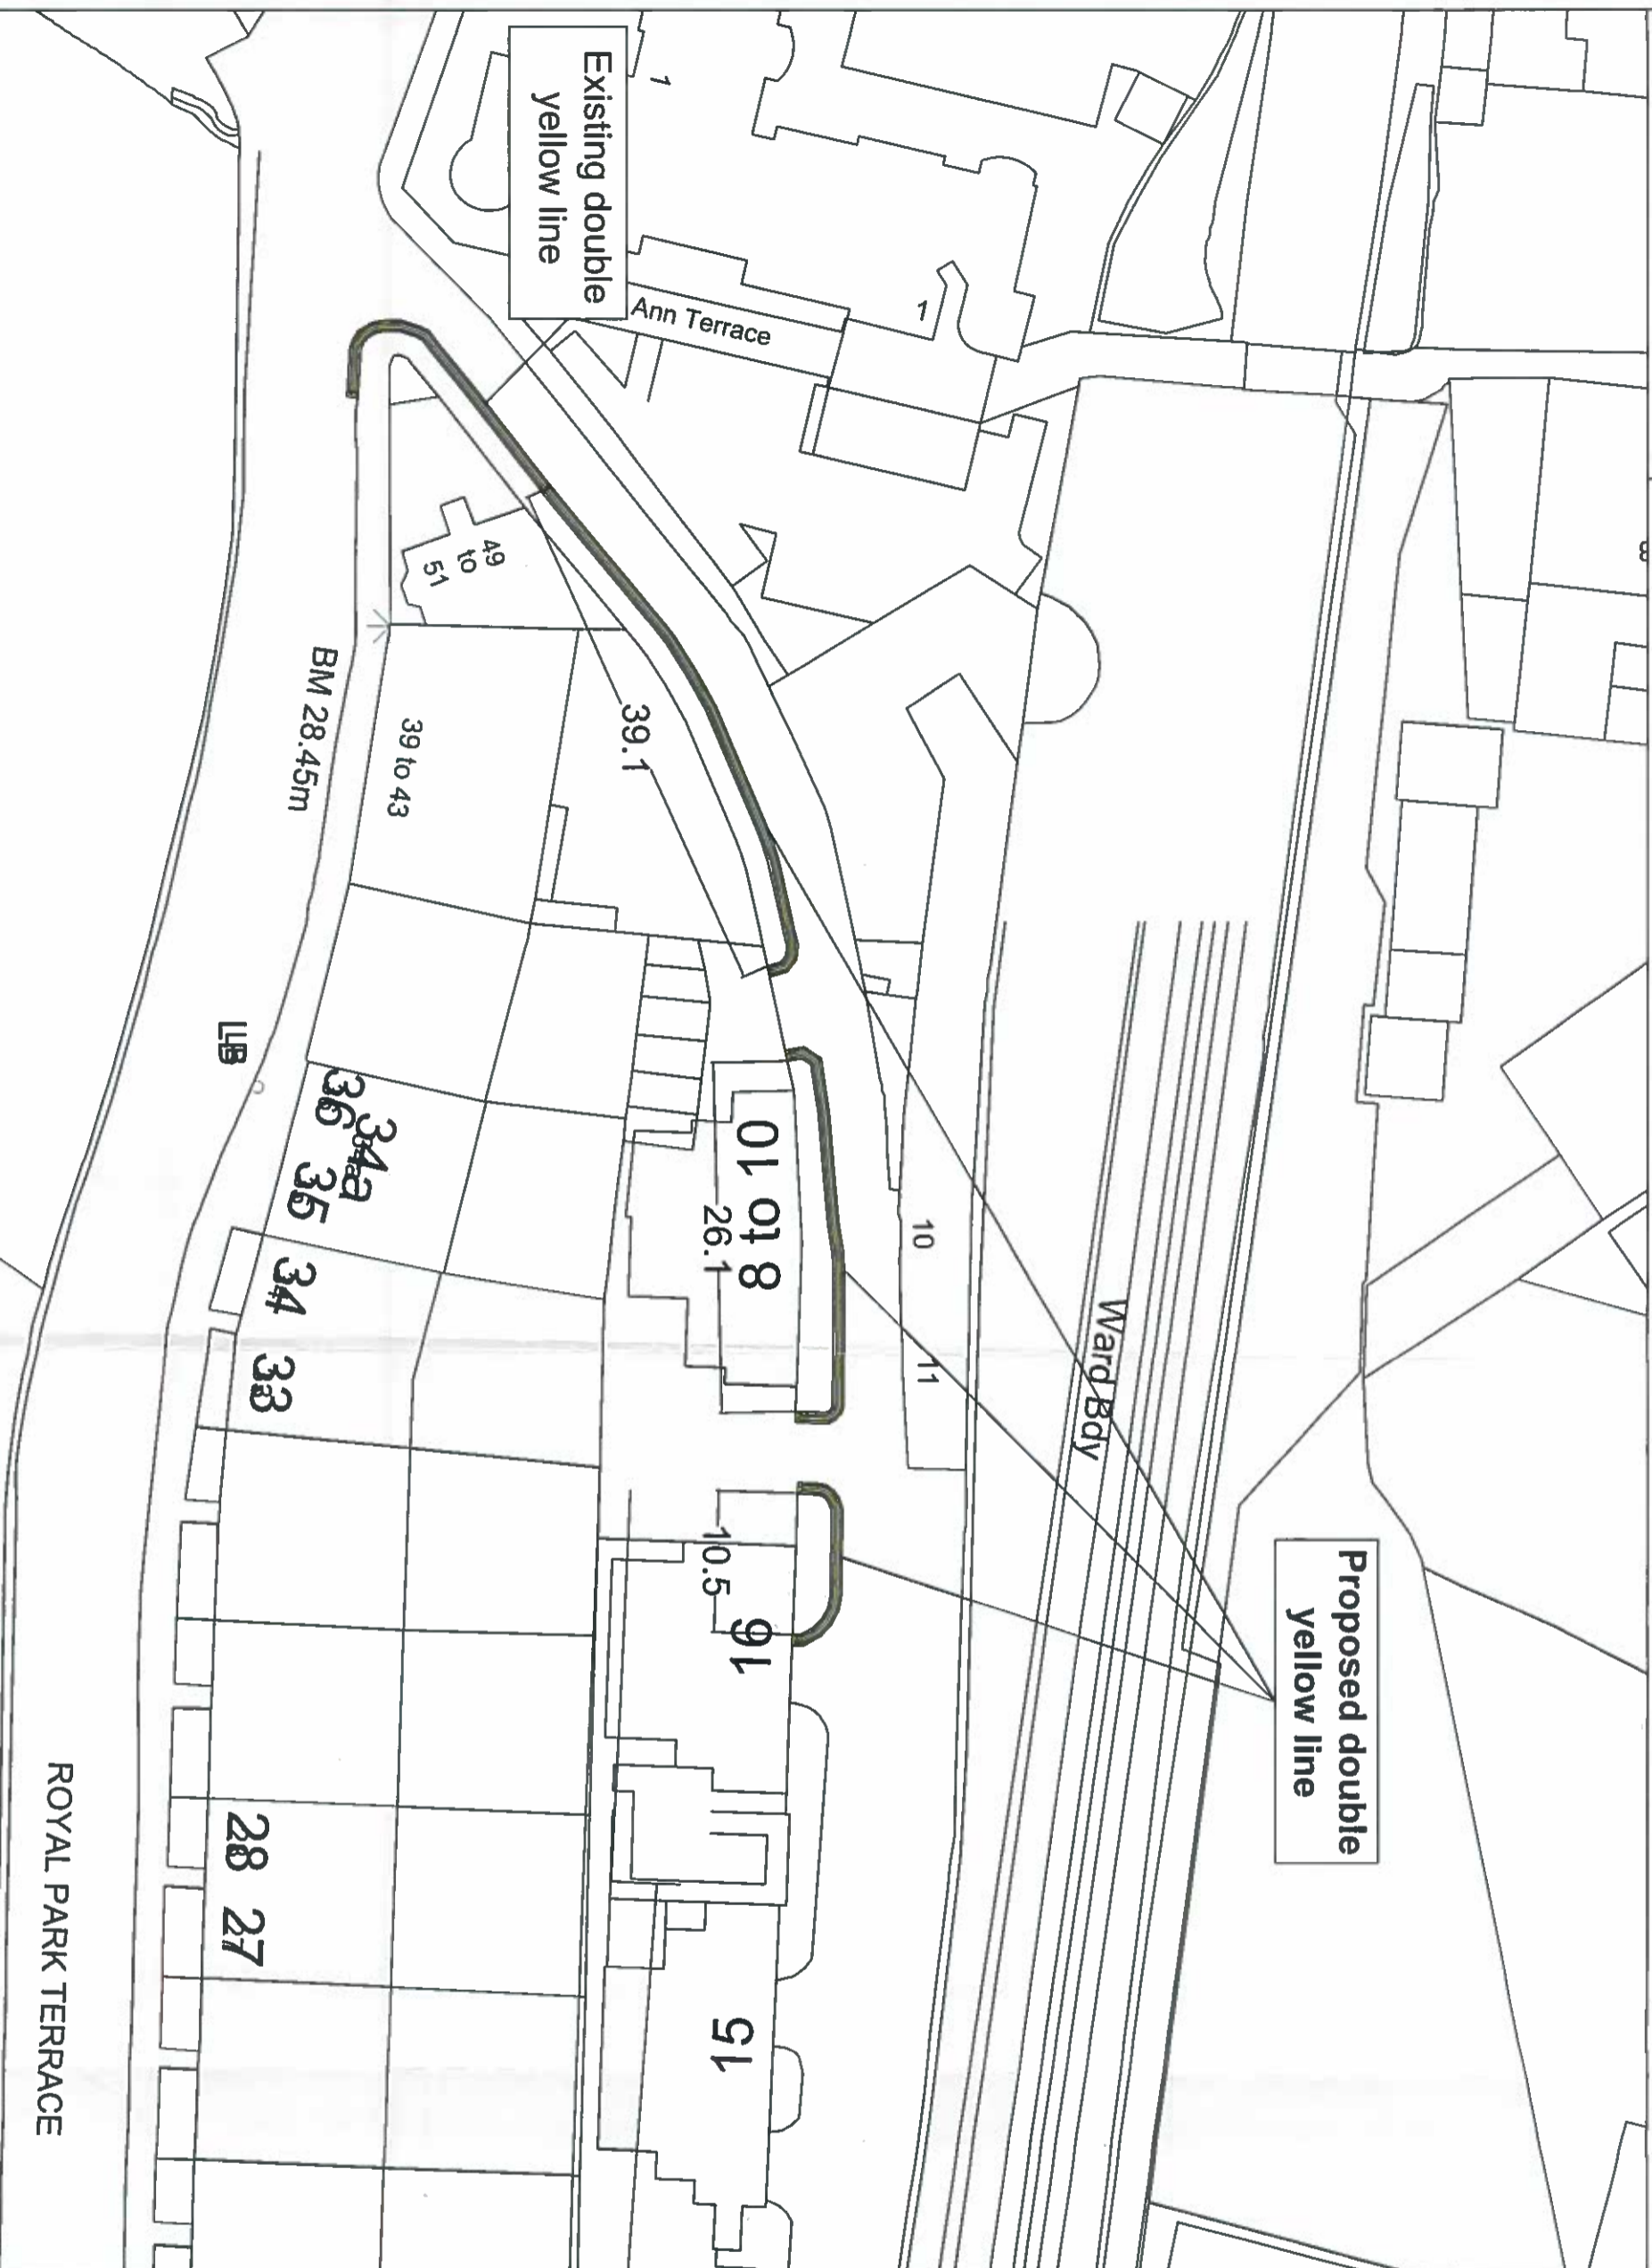 Proposed double
yellow line
Existing double
yellow line
1
1
Ann Terrace
49
to
51
39.1
39 to 43
BM 28.45m
LB
36
34a
35
34
33
28
27
8 to 10
26.1
10
11
Ward Bdy
10.5
16
15
ROYAL PARK TERRACE